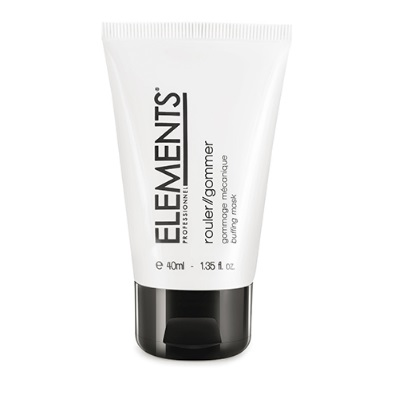 ELEMENTS®
PROFESSIONNEL
rouler//gommer
gommage mécanique
buffing mask
℮ 40ml - 1.35 fl. oz.